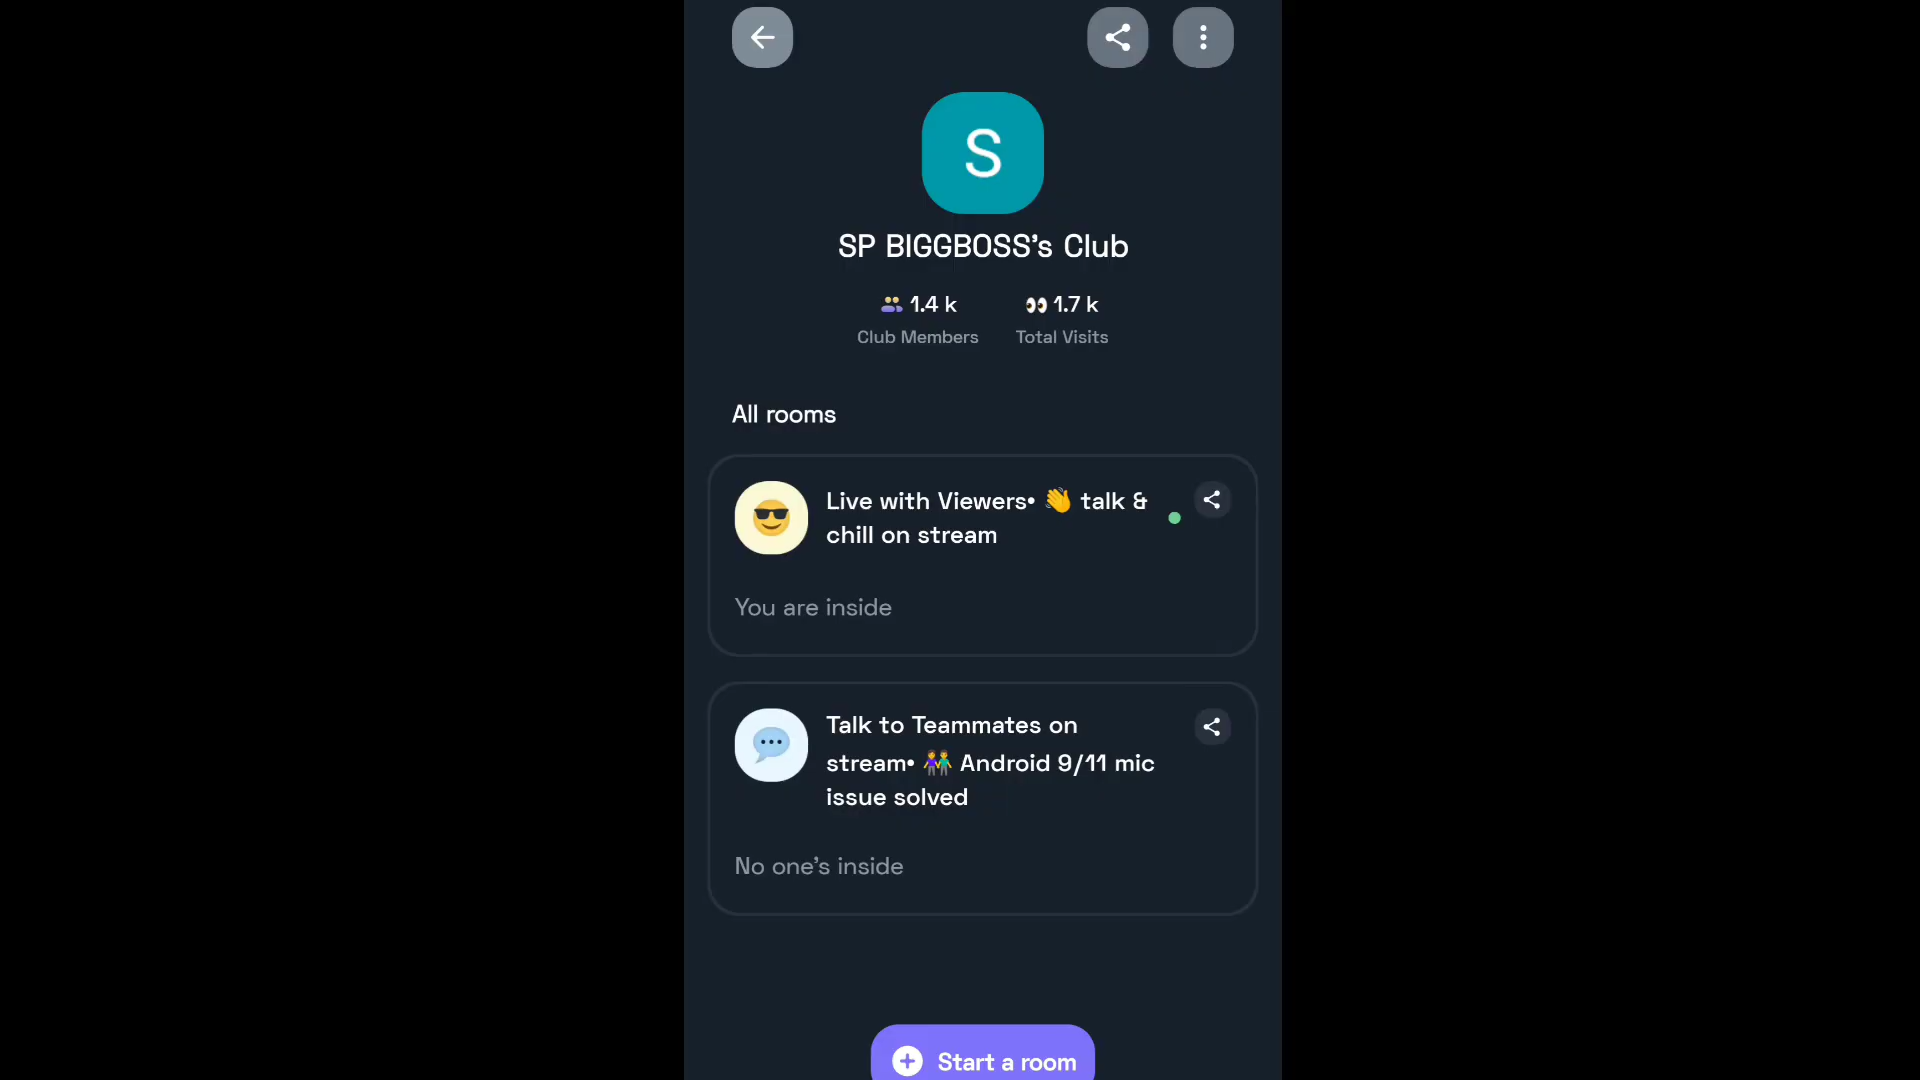 S
SP BIGGBOSS's Club
1.4 k 1.7 k
Club Members Total Visits
All rooms
Live with Viewers• 👋 talk &
chill on stream
You are inside
Talk to Teammates on
stream• 👫 Android 9/11 mic
issue solved
No one's inside
Start a room